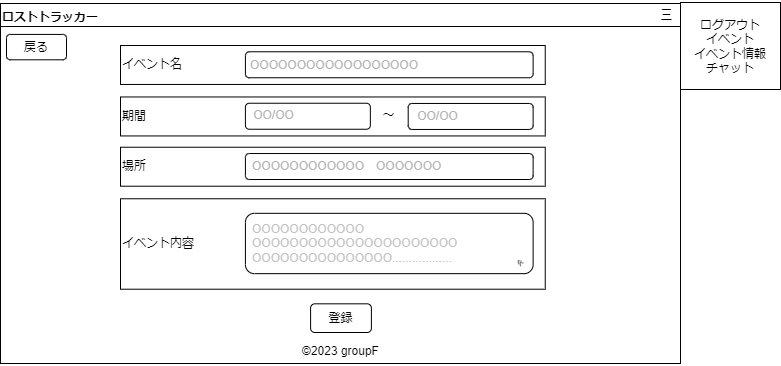 ロストトラッカー 三
ログアウト
イベント
イベント情報
チャット
戻る
イベント名 OOOOOOOOOOOOOOOOOO
期間 OO/OO ～ OO/OO
場所 OOOOOOOOOOOO OOOOOOO
イベント内容
OOOOOOOOOOOO
OOOOOOOOOOOOOOOOOOOOOO
OOOOOOOOOOOOOOO.................
登録
©2023 groupF